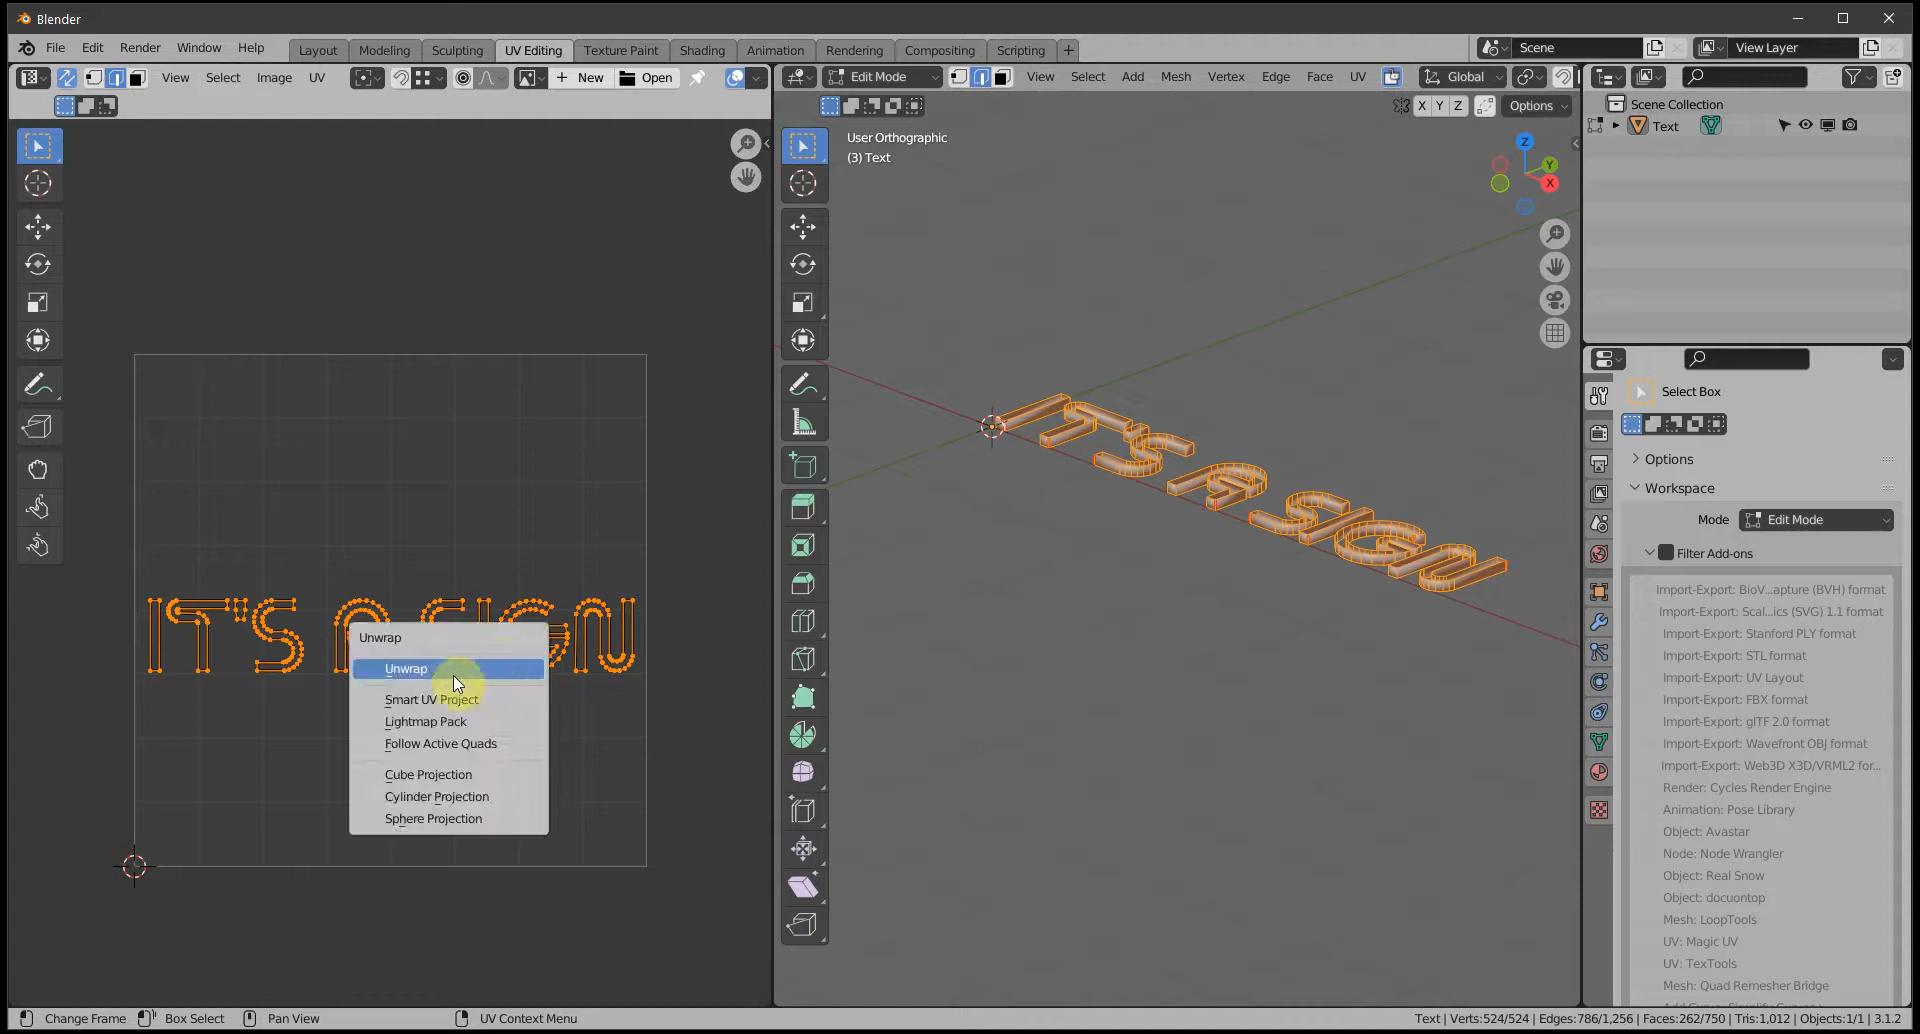 Blender
File Edit Render Window Help Layout Modeling Sculpting UV Editing Texture Paint Shading Animation Rendering Compositing Scripting + Scene View Layer
View Select Image UV New Open
Edit Mode View Select Add Mesh Vertex Edge Face UV Global
X Y Z Options
User Orthographic
(3) Text
Z
Y
X
IT'S A SIGN
IT'S A SIGN
Unwrap
Unwrap
Smart UV Project
Lightmap Pack
Follow Active Quads
Cube Projection
Cylinder Projection
Sphere Projection
Scene Collection
Text
Select Box
Options
Workspace
Mode Edit Mode
Filter Add-ons
Import-Export: BioV...apture (BVH) format
Import-Export: Scal...ics (SVG) 1.1 format
Import-Export: Stanford PLY format
Import-Export: STL format
Import-Export: UV Layout
Import-Export: FBX format
Import-Export: glTF 2.0 format
Import-Export: Wavefront OBJ format
Import-Export: Web3D X3D/VRML2 for...
Render: Cycles Render Engine
Animation: Pose Library
Object: Avastar
Node: Node Wrangler
Object: Real Snow
Object: docuontop
Mesh: LoopTools
UV: Magic UV
UV: TexTools
Mesh: Quad Remesher Bridge
Change Frame Box Select Pan View UV Context Menu
Text | Verts:524/524 | Edges:786/1,256 | Faces:262/750 | Tris:1,012 | Objects:1/1 | 3.1.2